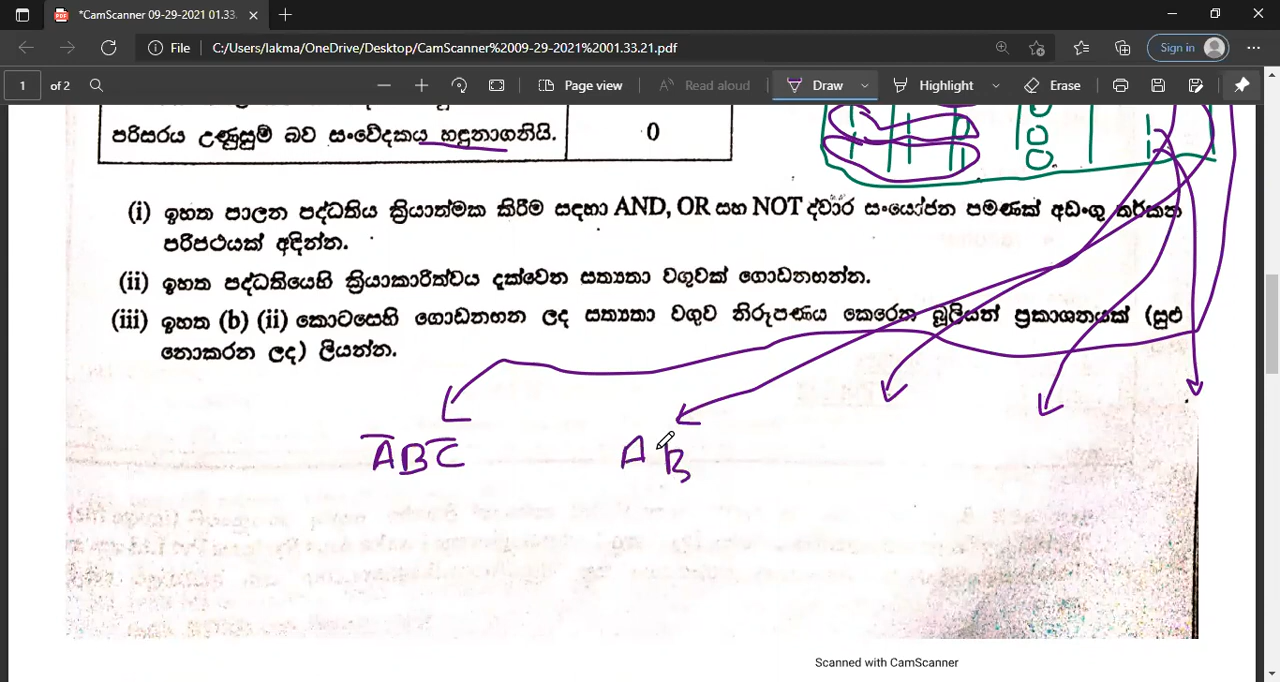 *CamScanner 09-29-2021 01.33.
File
C:/Users/lakma/OneDrive/Desktop/CamScanner%2009-29-2021%2001.33.21.pdf
Sign in
1 of 2
Page view
Read aloud
Draw
Highlight
Erase
පරිසරය උණුසුම් බව සංවේදකය හඳුනාගනියි. 0
(i) ඉහත පාලන පද්ධතිය ක්‍රියාත්මක කිරීම සඳහා AND, OR සහ NOT ද්වාර සංයෝජන පමණක් අඩංගු තර්කන
පරිපථයක් අඳින්න.
(ii) ඉහත පද්ධතියෙහි ක්‍රියාකාරිත්වය දක්වෙන සත්‍යතා වගුවක් ගොඩනඟන්න.
(iii) ඉහත (b) (ii) කොටසෙහි ගොඩනඟන ලද සත්‍යතා වගුව නිරූපණය කෙරෙන බූලියන් ප්‍රකාශනයක් (සුළු
නොකරන ලද) ලියන්න.
A̅BC̅ AB
Scanned with CamScanner